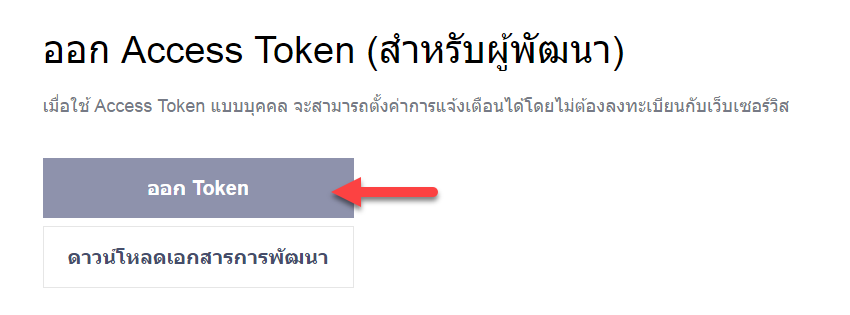 ออก Access Token (สำหรับผู้พัฒนา)
เมื่อใช้ Access Token แบบบุคคล จะสามารถตั้งค่าการแจ้งเตือนได้โดยไม่ต้องลงทะเบียนกับเว็บเซอร์วิส
ออก Token
ดาวน์โหลดเอกสารการพัฒนา